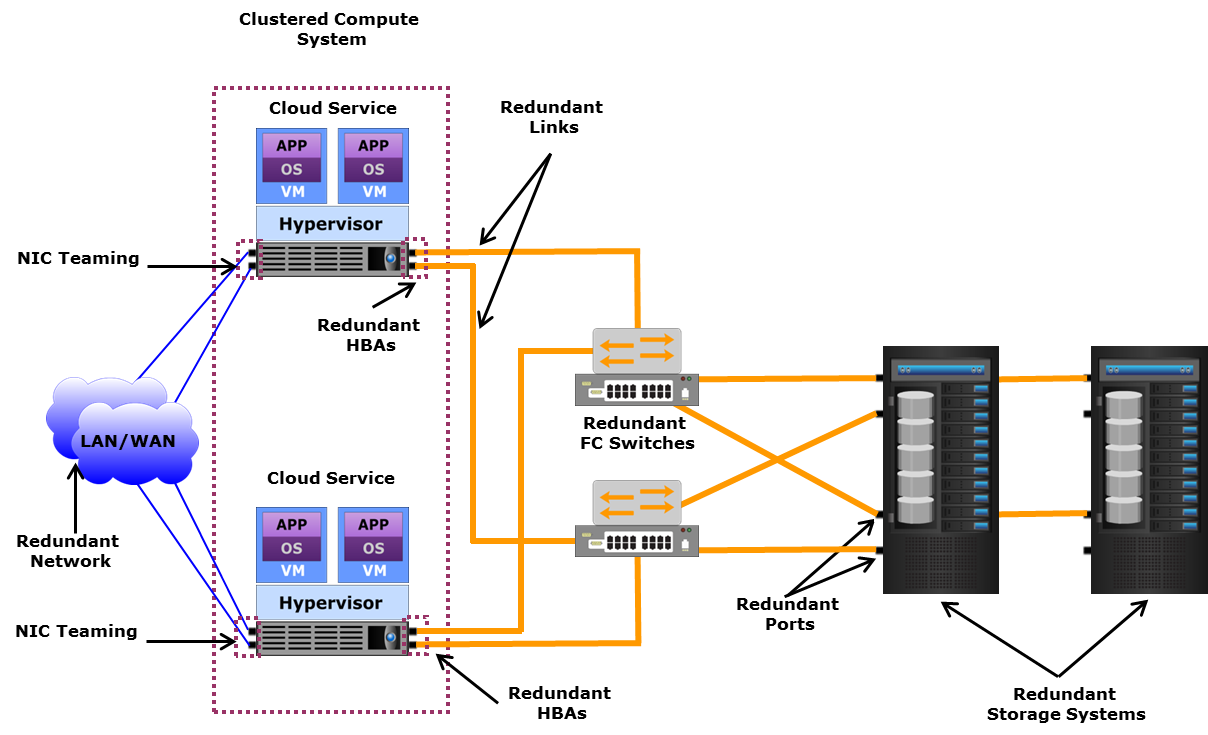 Clustered Compute
System
Cloud Service
APP
APP
OS
OS
VM
VM
Hypervisor
Redundant
Links
NIC Teaming
Redundant
HBAs
LAN/WAN
Redundant
FC Switches
Cloud Service
APP
APP
OS
OS
VM
VM
Hypervisor
Redundant
Network
NIC Teaming
Redundant
HBAs
Redundant
Ports
Redundant
Storage Systems